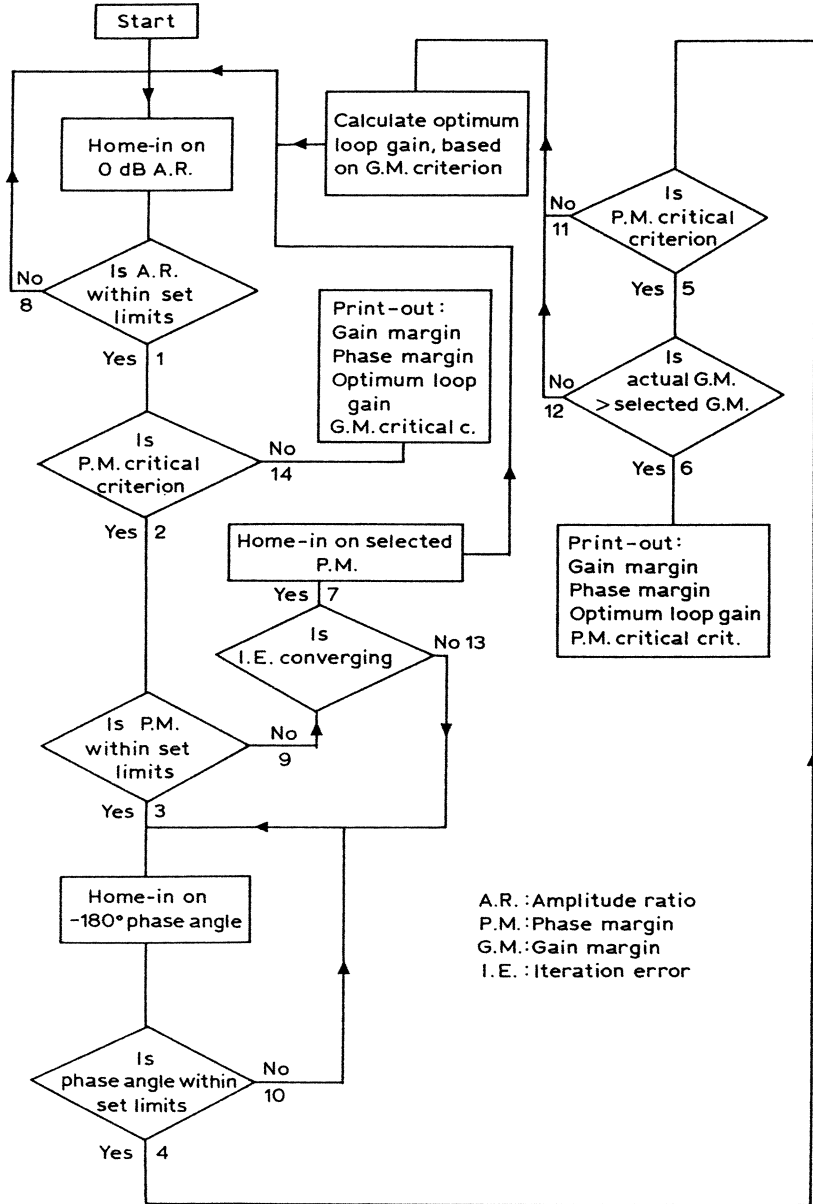 Start
Home-in on
0 dB A.R.
Is A.R.
within set
limits
No
8
Yes 1
Is
P.M. critical
criterion
No
14
Yes 2
Print-out:
Gain margin
Phase margin
Optimum loop
gain
G.M. critical c.
Calculate optimum
loop gain, based
on G.M. criterion
Home-in on selected
P.M.
Yes 7
Is
I.E. converging
No 13
Is P.M.
within set
limits
No
9
Yes 3
Home-in on
-180° phase angle
Is
phase angle within
set limits
No
10
Yes 4
Is
P.M. critical
criterion
No
11
Yes 5
Is
actual G.M.
> selected G.M.
No
12
Yes 6
Print-out:
Gain margin
Phase margin
Optimum loop gain
P.M. critical crit.
A.R.: Amplitude ratio
P.M.: Phase margin
G.M.: Gain margin
I.E.: Iteration error